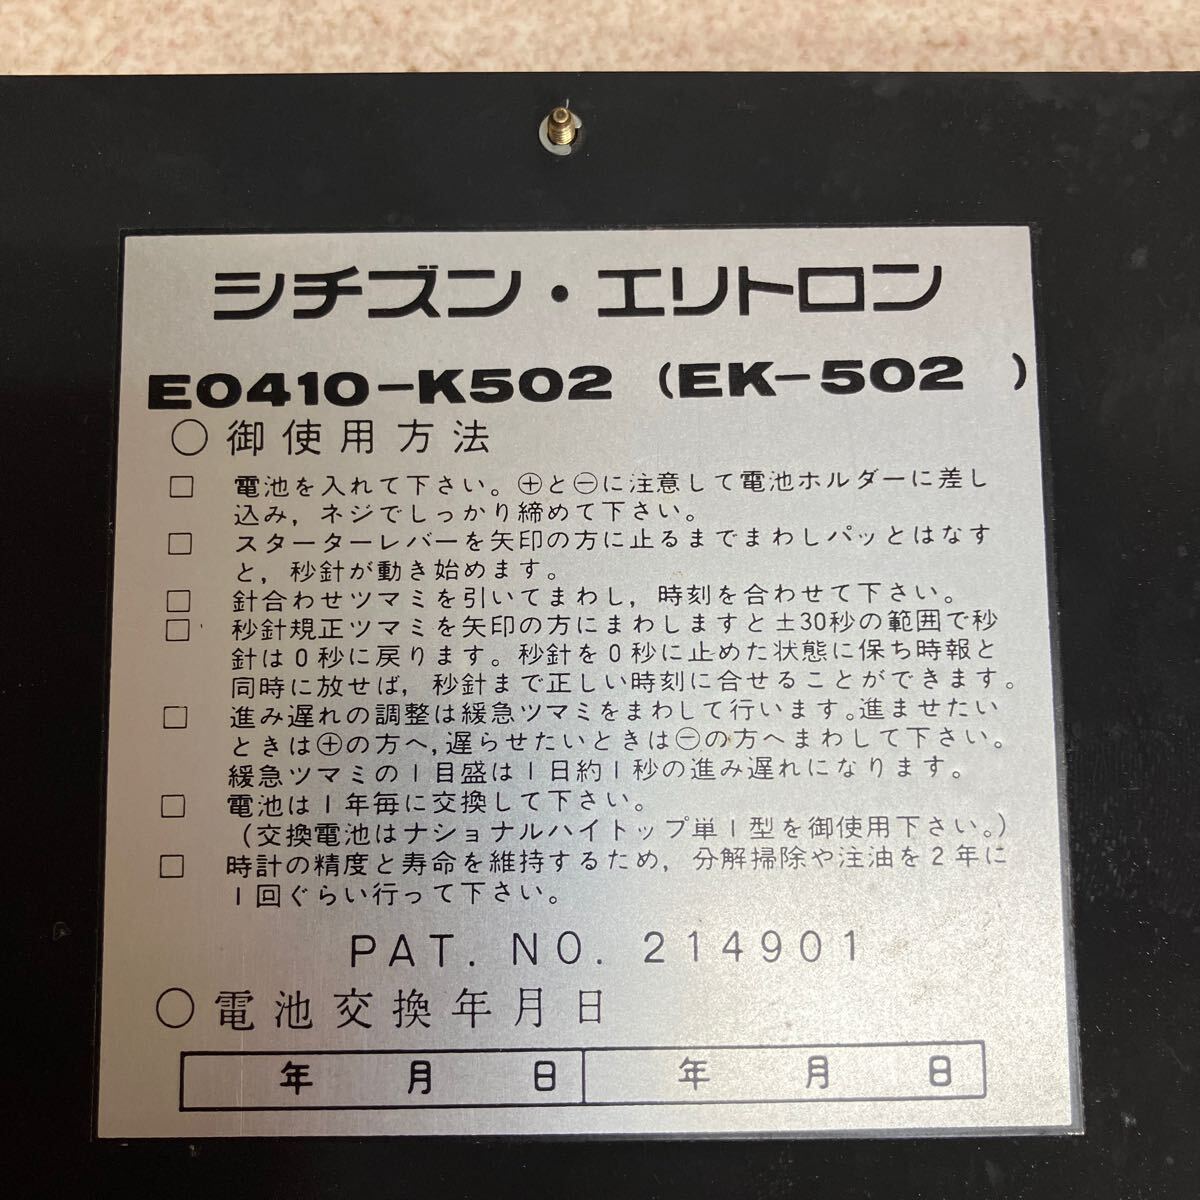 シチズン・エリトロン
EO410-K502 (EK-502 )
○御使用方法
□ 電池を入れて下さい。⊕と⊖に注意して電池ホルダーに差し
込み，ネジでしっかり締めて下さい。
□ スターターレバーを矢印の方に止るまでまわしパッとはなす
と，秒針が動き始めます。
□ 針合わせツマミを引いてまわし，時刻を合わせて下さい。
□ 秒針規正ツマミを矢印の方にまわしますと±30秒の範囲で秒
針は0秒に戻ります。秒針を0秒に止めた状態に保ち時報と
同時に放せば，秒針まで正しい時刻に合せることができます。
□ 進み遅れの調整は緩急ツマミをまわして行います。進ませたい
ときは⊕の方へ，遅らせたいときは⊖の方へまわして下さい。
緩急ツマミの1目盛は1日約1秒の進み遅れになります。
□ 電池は1年毎に交換して下さい。
（交換電池はナショナルハイトップ単1型を御使用下さい。）
□ 時計の精度と寿命を維持するため，分解掃除や注油を2年に
1回ぐらい行って下さい。
PAT. NO. 214901
○電池交換年月日
年 月 日 年 月 日